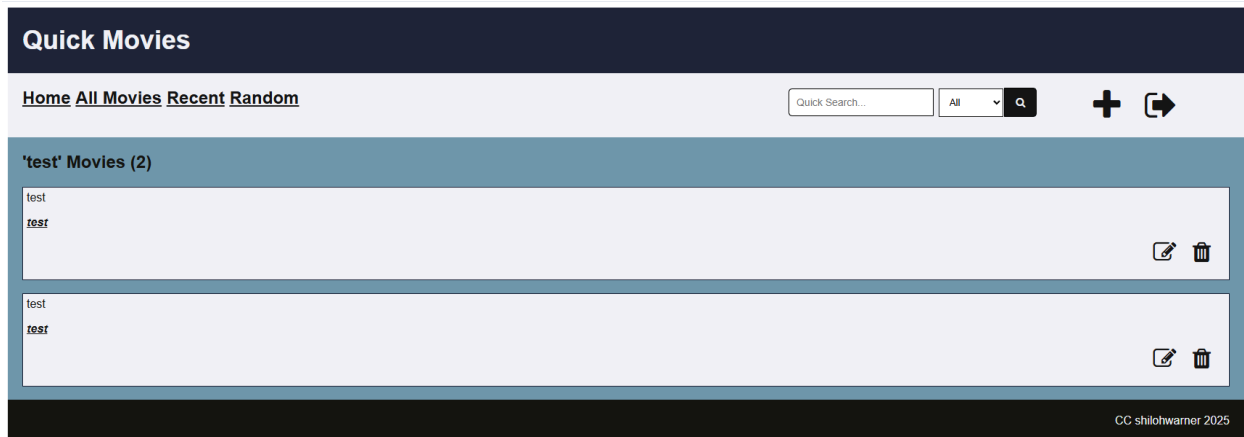 Quick Movies
Home All Movies Recent Random
Quick Search...
All
'test' Movies (2)
test
test
test
test
CC shilohwarner 2025